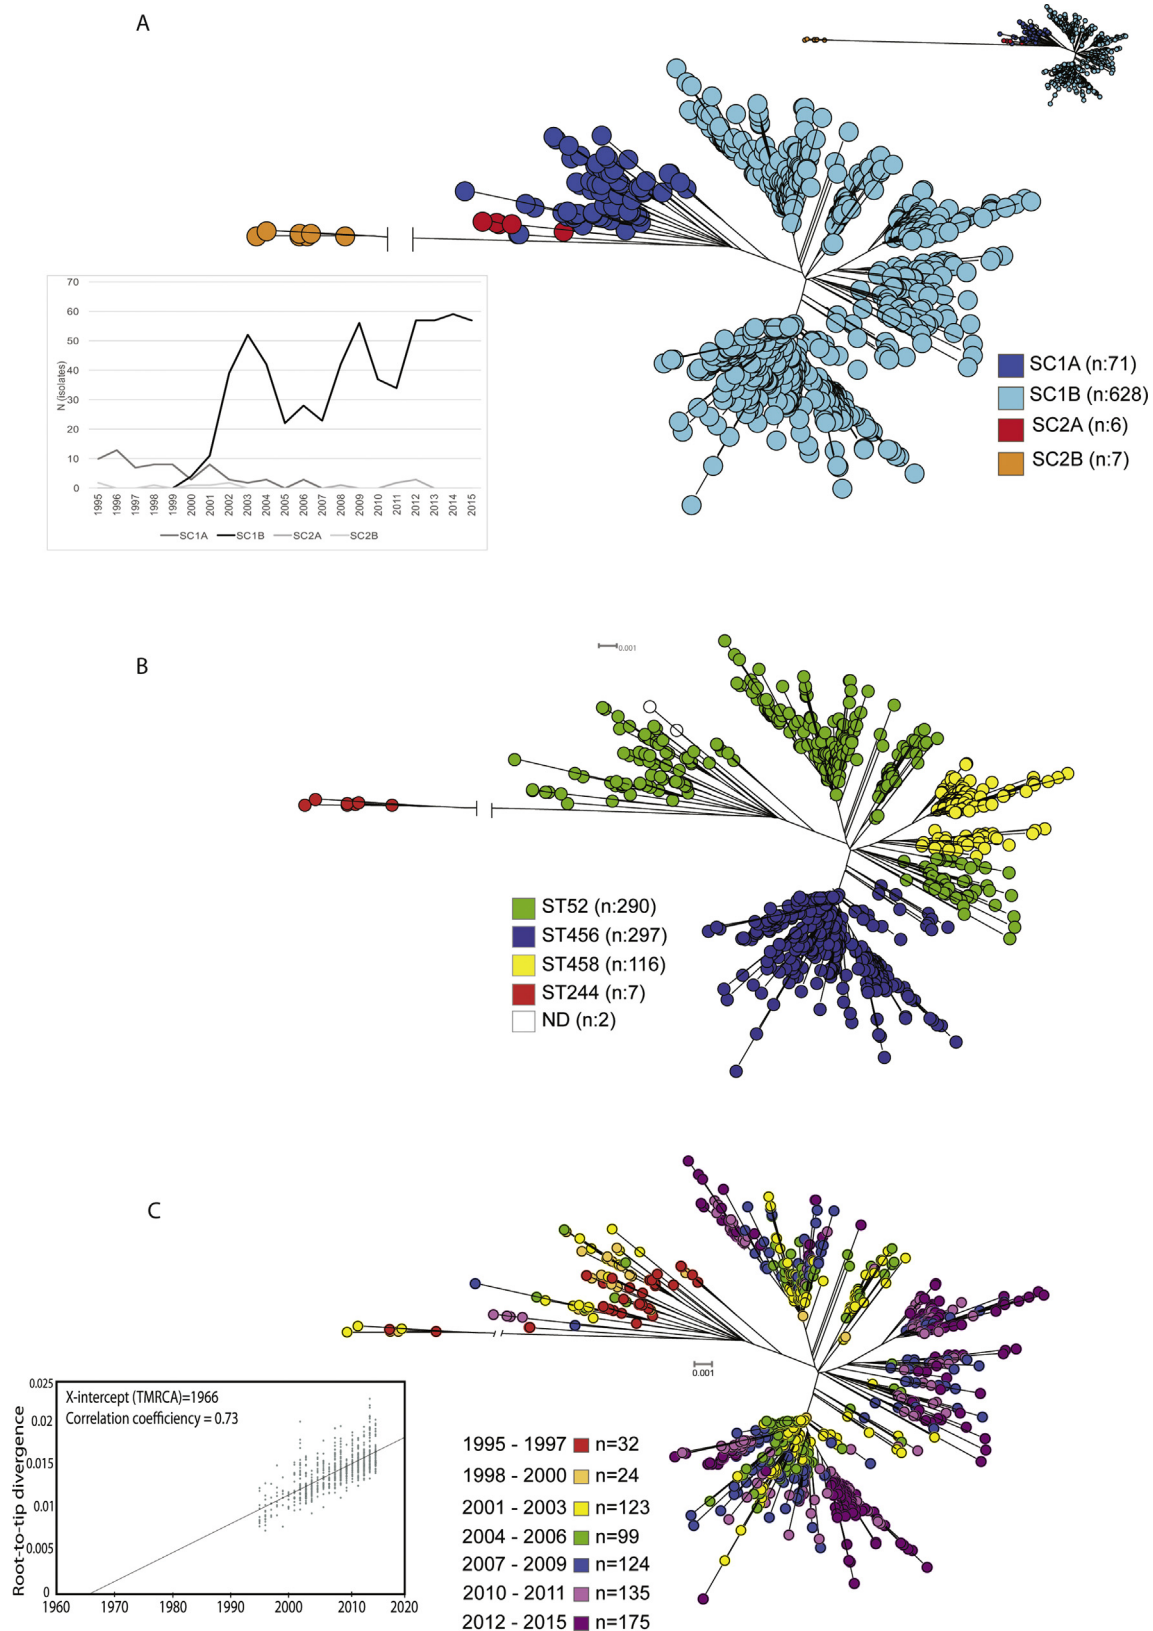 A
70
60
50
40
30
20
10
0
N (isolates)
1995 1996 1997 1998 1999 2000 2001 2002 2003 2004 2005 2006 2007 2008 2009 2010 2011 2012 2013 2014 2015
SC1A SC1B SC2A SC2B
SC1A (n:71)
SC1B (n:628)
SC2A (n:6)
SC2B (n:7)
B
0.001
ST52 (n:290)
ST456 (n:297)
ST458 (n:116)
ST244 (n:7)
ND (n:2)
C
0.001
X-intercept (TMRCA)=1966
Correlation coefficiency = 0.73
Root-to-tip divergence
0.025
0.02
0.015
0.01
0.005
0
1960 1970 1980 1990 2000 2010 2020
1995 - 1997 n=32
1998 - 2000 n=24
2001 - 2003 n=123
2004 - 2006 n=99
2007 - 2009 n=124
2010 - 2011 n=135
2012 - 2015 n=175